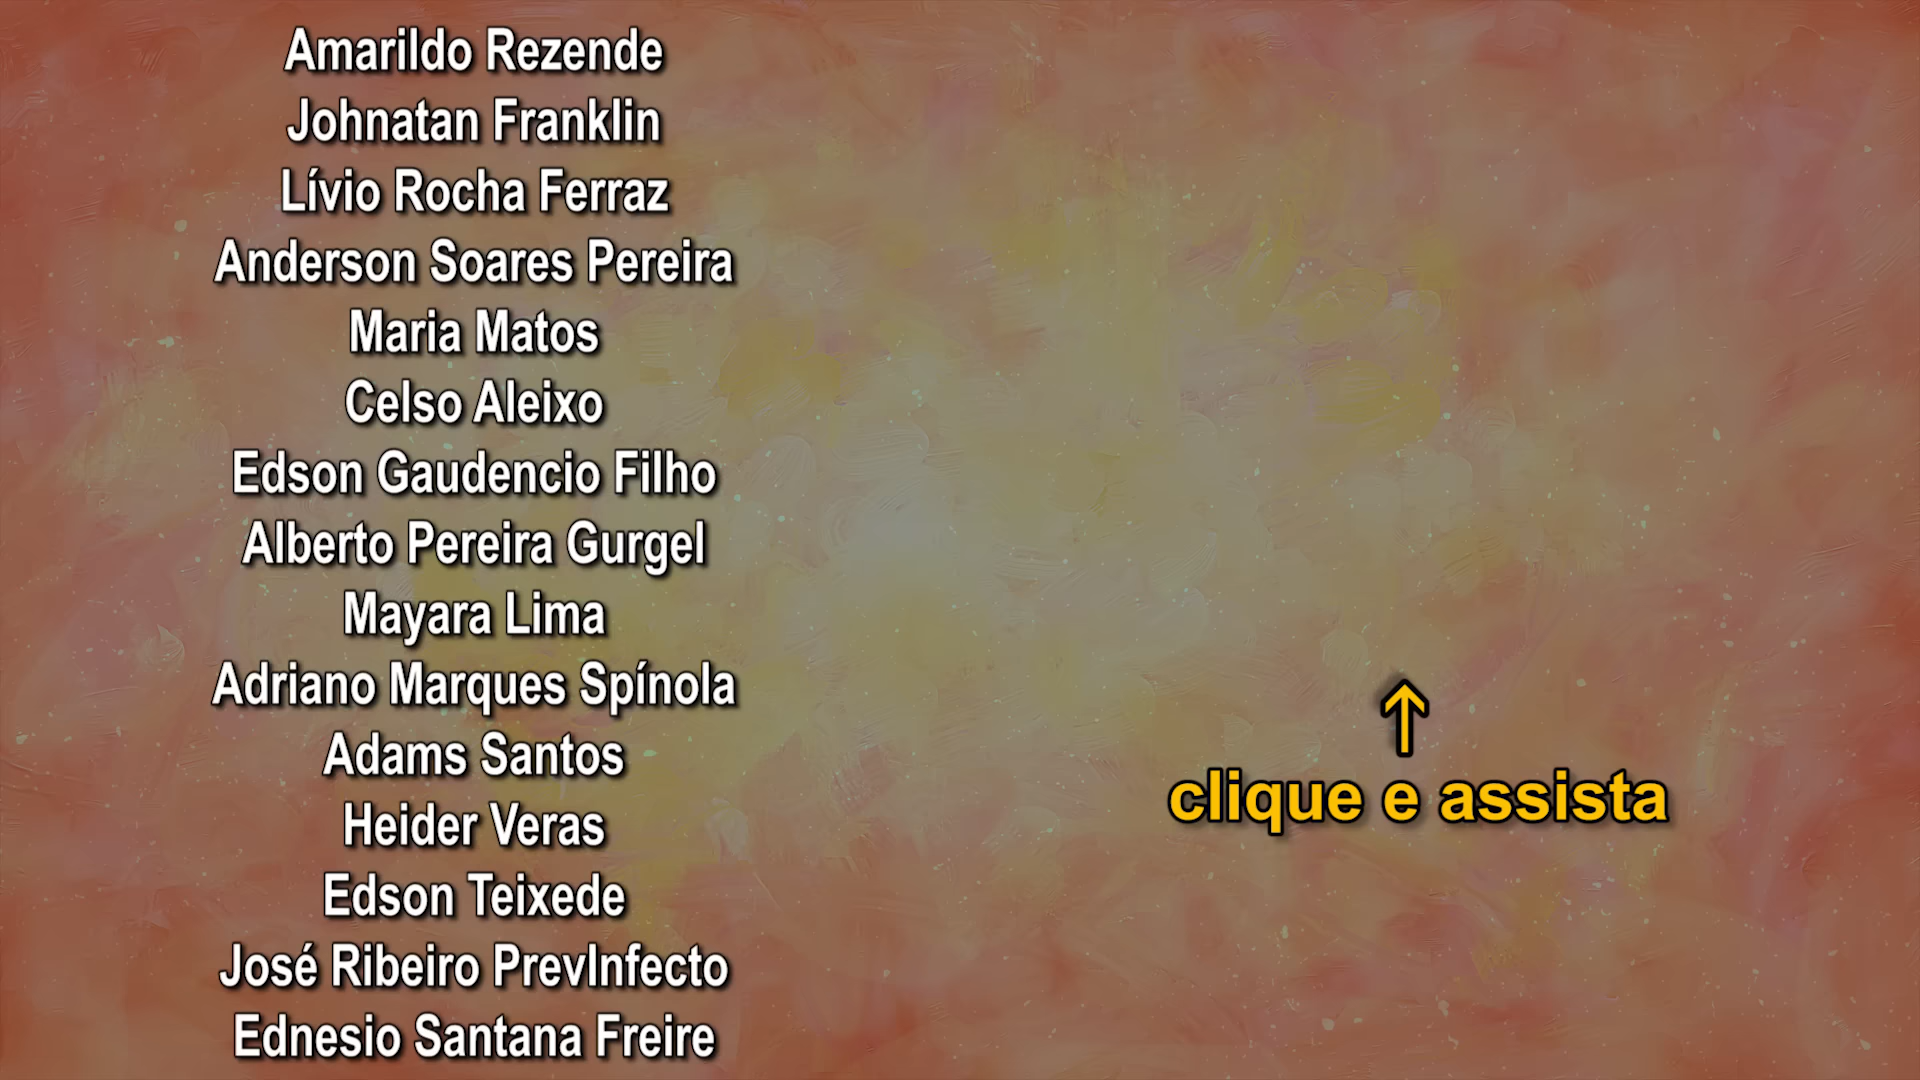 Amarildo Rezende
Johnatan Franklin
Lívio Rocha Ferraz
Anderson Soares Pereira
Maria Matos
Celso Aleixo
Edson Gaudencio Filho
Alberto Pereira Gurgel
Mayara Lima
Adriano Marques Spínola
Adams Santos
Heider Veras
Edson Teixede
José Ribeiro PrevInfecto
Ednesio Santana Freire
↑
clique e assista